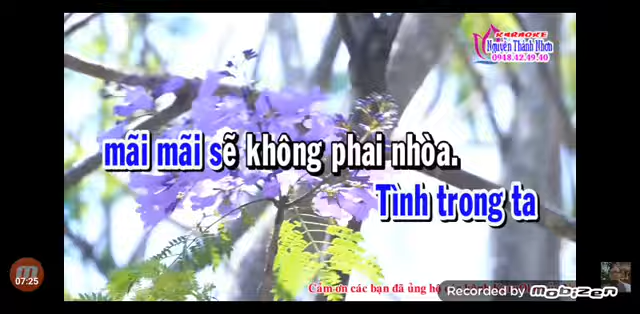 KARAOKE
Nguyễn Thành Nhơn
0948.42.49.40
mãi mãi sẽ không phai nhòa.
Tình trong ta
07:25
Cảm ơn các bạn đã ủng hộ
Recorded by Mobizen